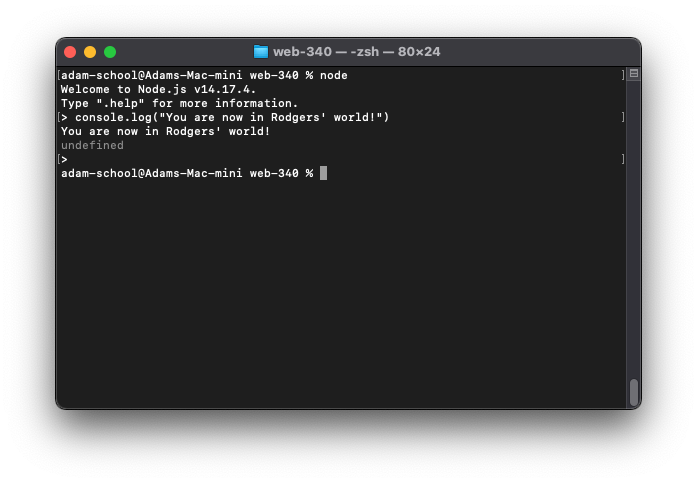 web-340 — -zsh — 80×24
[adam-school@Adams-Mac-mini web-340 % node ]
Welcome to Node.js v14.17.4.
Type ".help" for more information.
[> console.log("You are now in Rodgers' world!") ]
You are now in Rodgers' world!
undefined
[> ]
adam-school@Adams-Mac-mini web-340 %